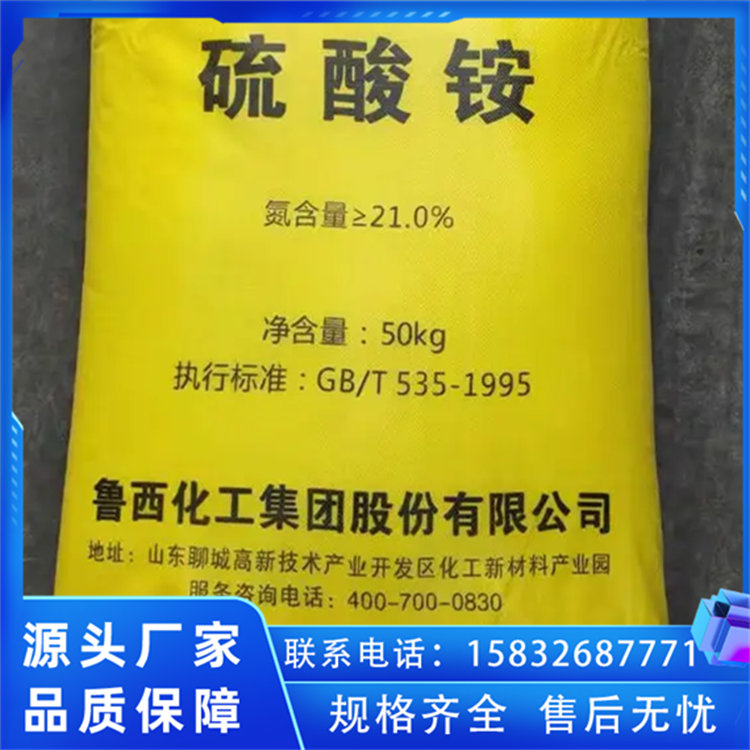 硫酸铵
氮含量≥21.0%
净含量：50kg
执行标准：GB/T 535-1995
鲁西化工集团股份有限公司
地址：山东聊城高新技术产业开发区化工新材料产业园
服务咨询电话：400-700-0830
源头厂家
品质保障
联系电话：15832687771
规格齐全 售后无忧